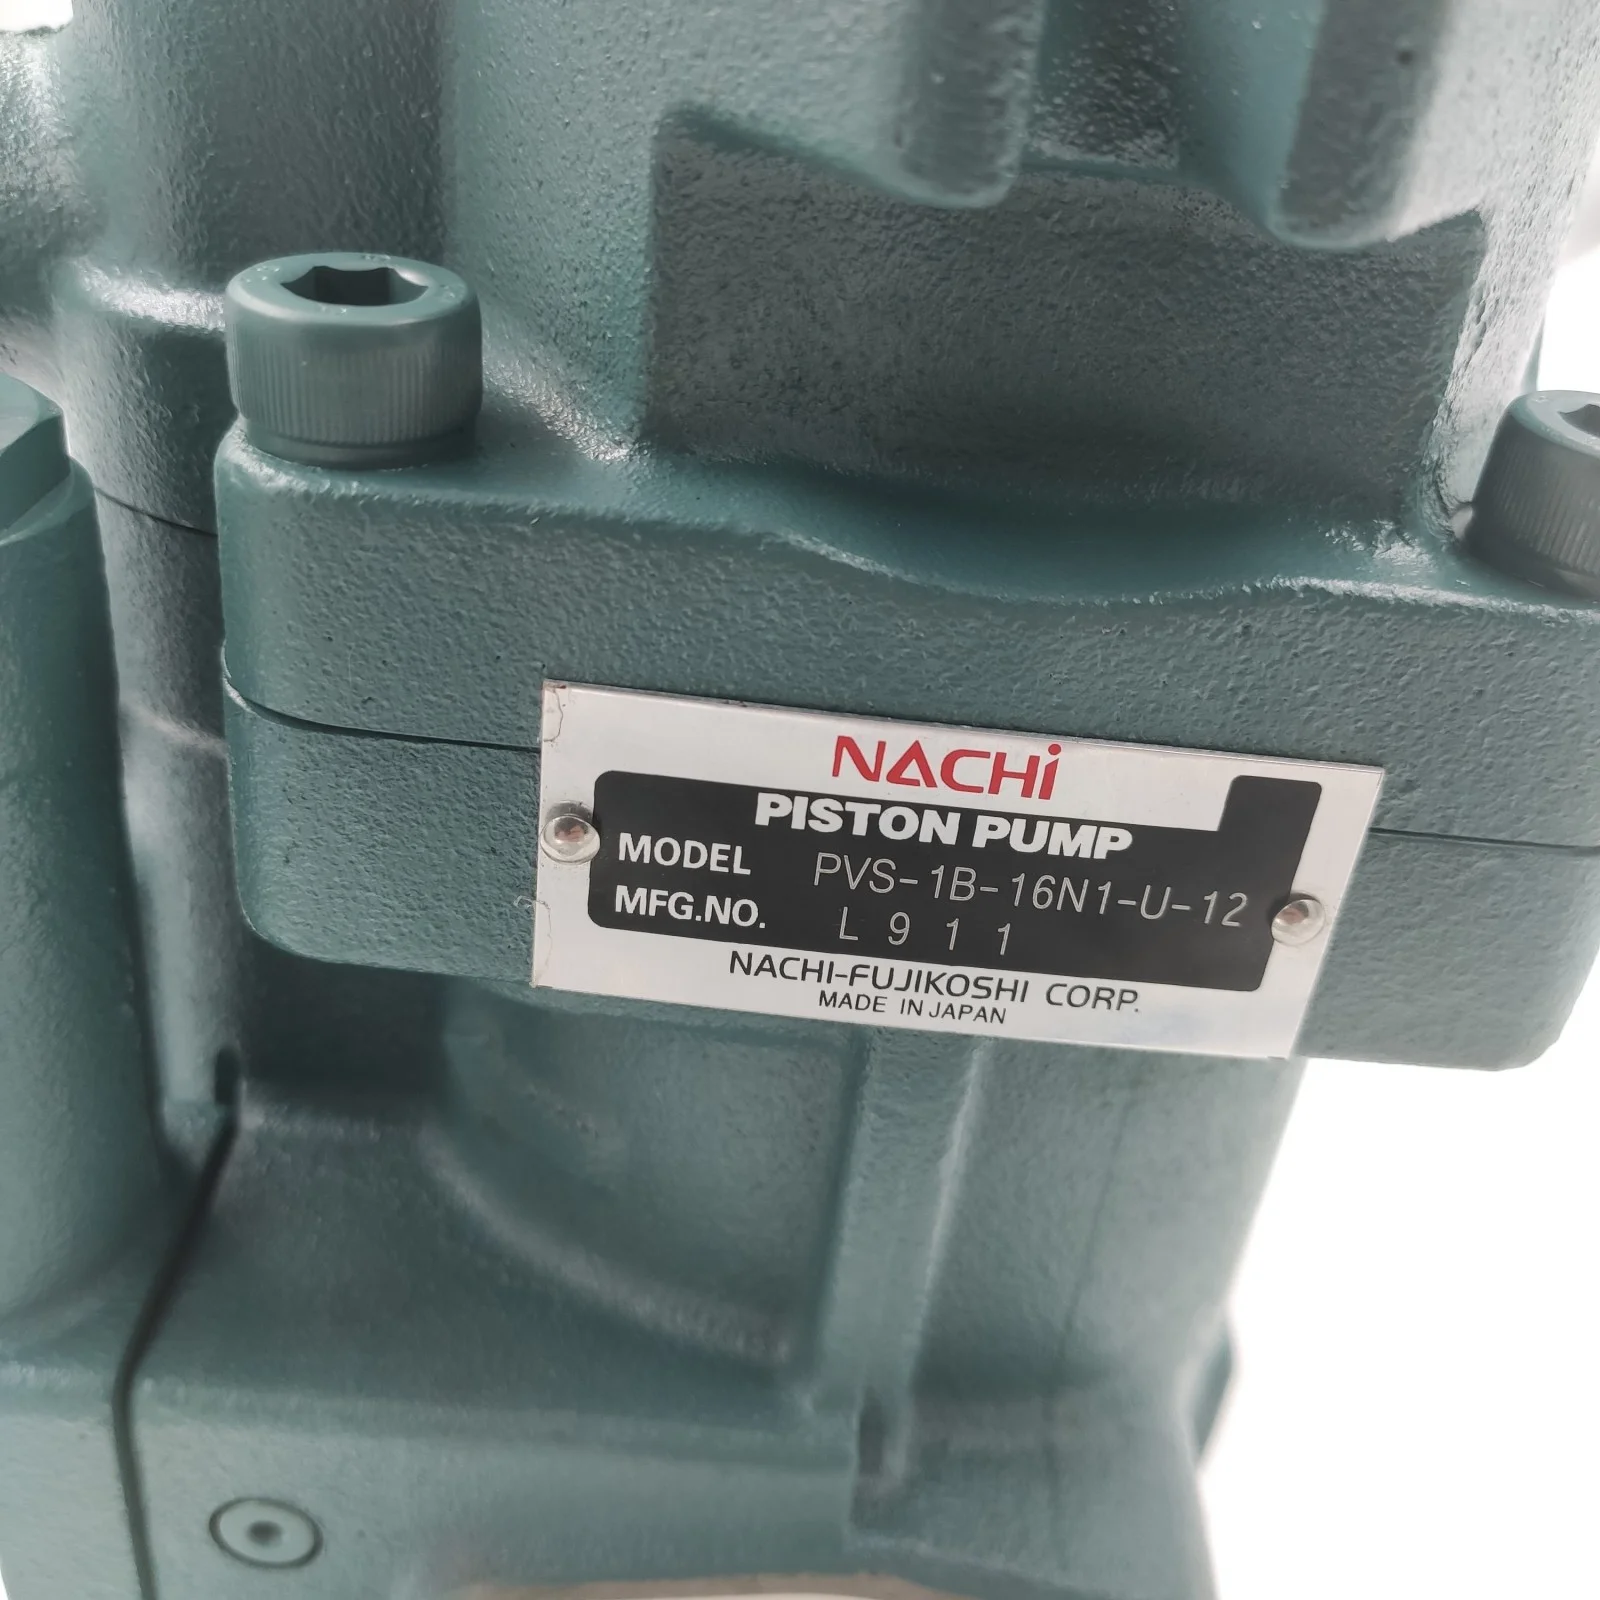 NACHi
PISTON PUMP
MODEL PVS-1B-16N1-U-12
MFG.NO. L 9 1 1
NACHI-FUJIKOSHI CORP.
MADE IN JAPAN